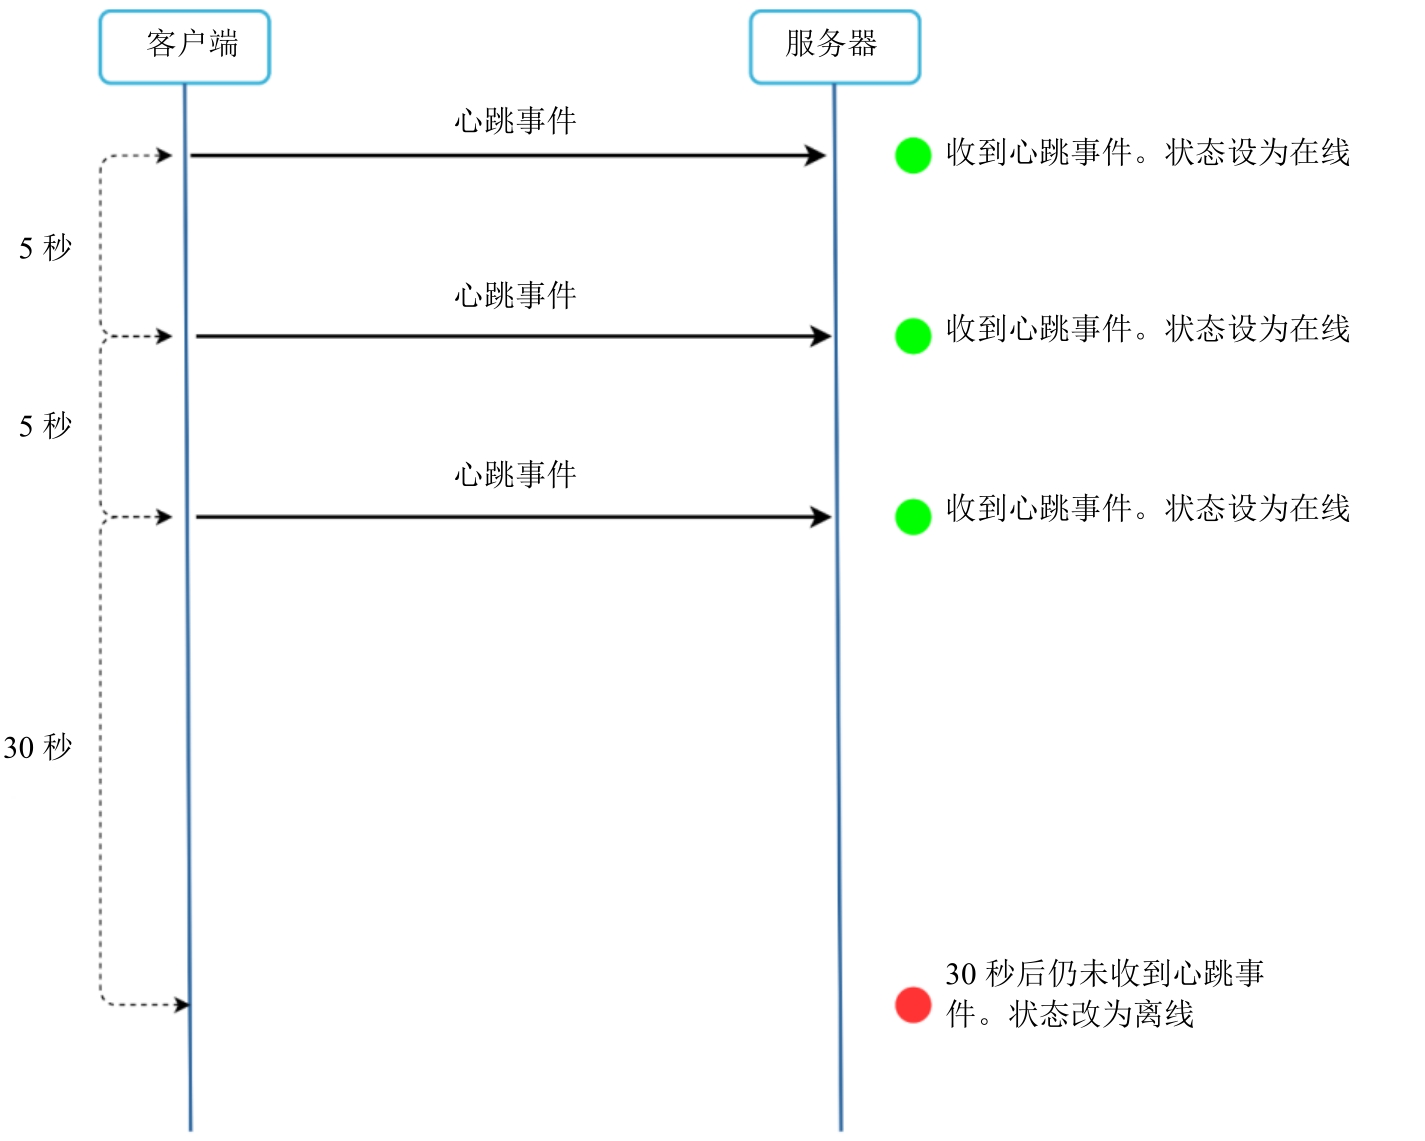 客户端
服务器
心跳事件
收到心跳事件。状态设为在线
5 秒
心跳事件
收到心跳事件。状态设为在线
5 秒
心跳事件
收到心跳事件。状态设为在线
30 秒
30 秒后仍未收到心跳事
件。状态改为离线